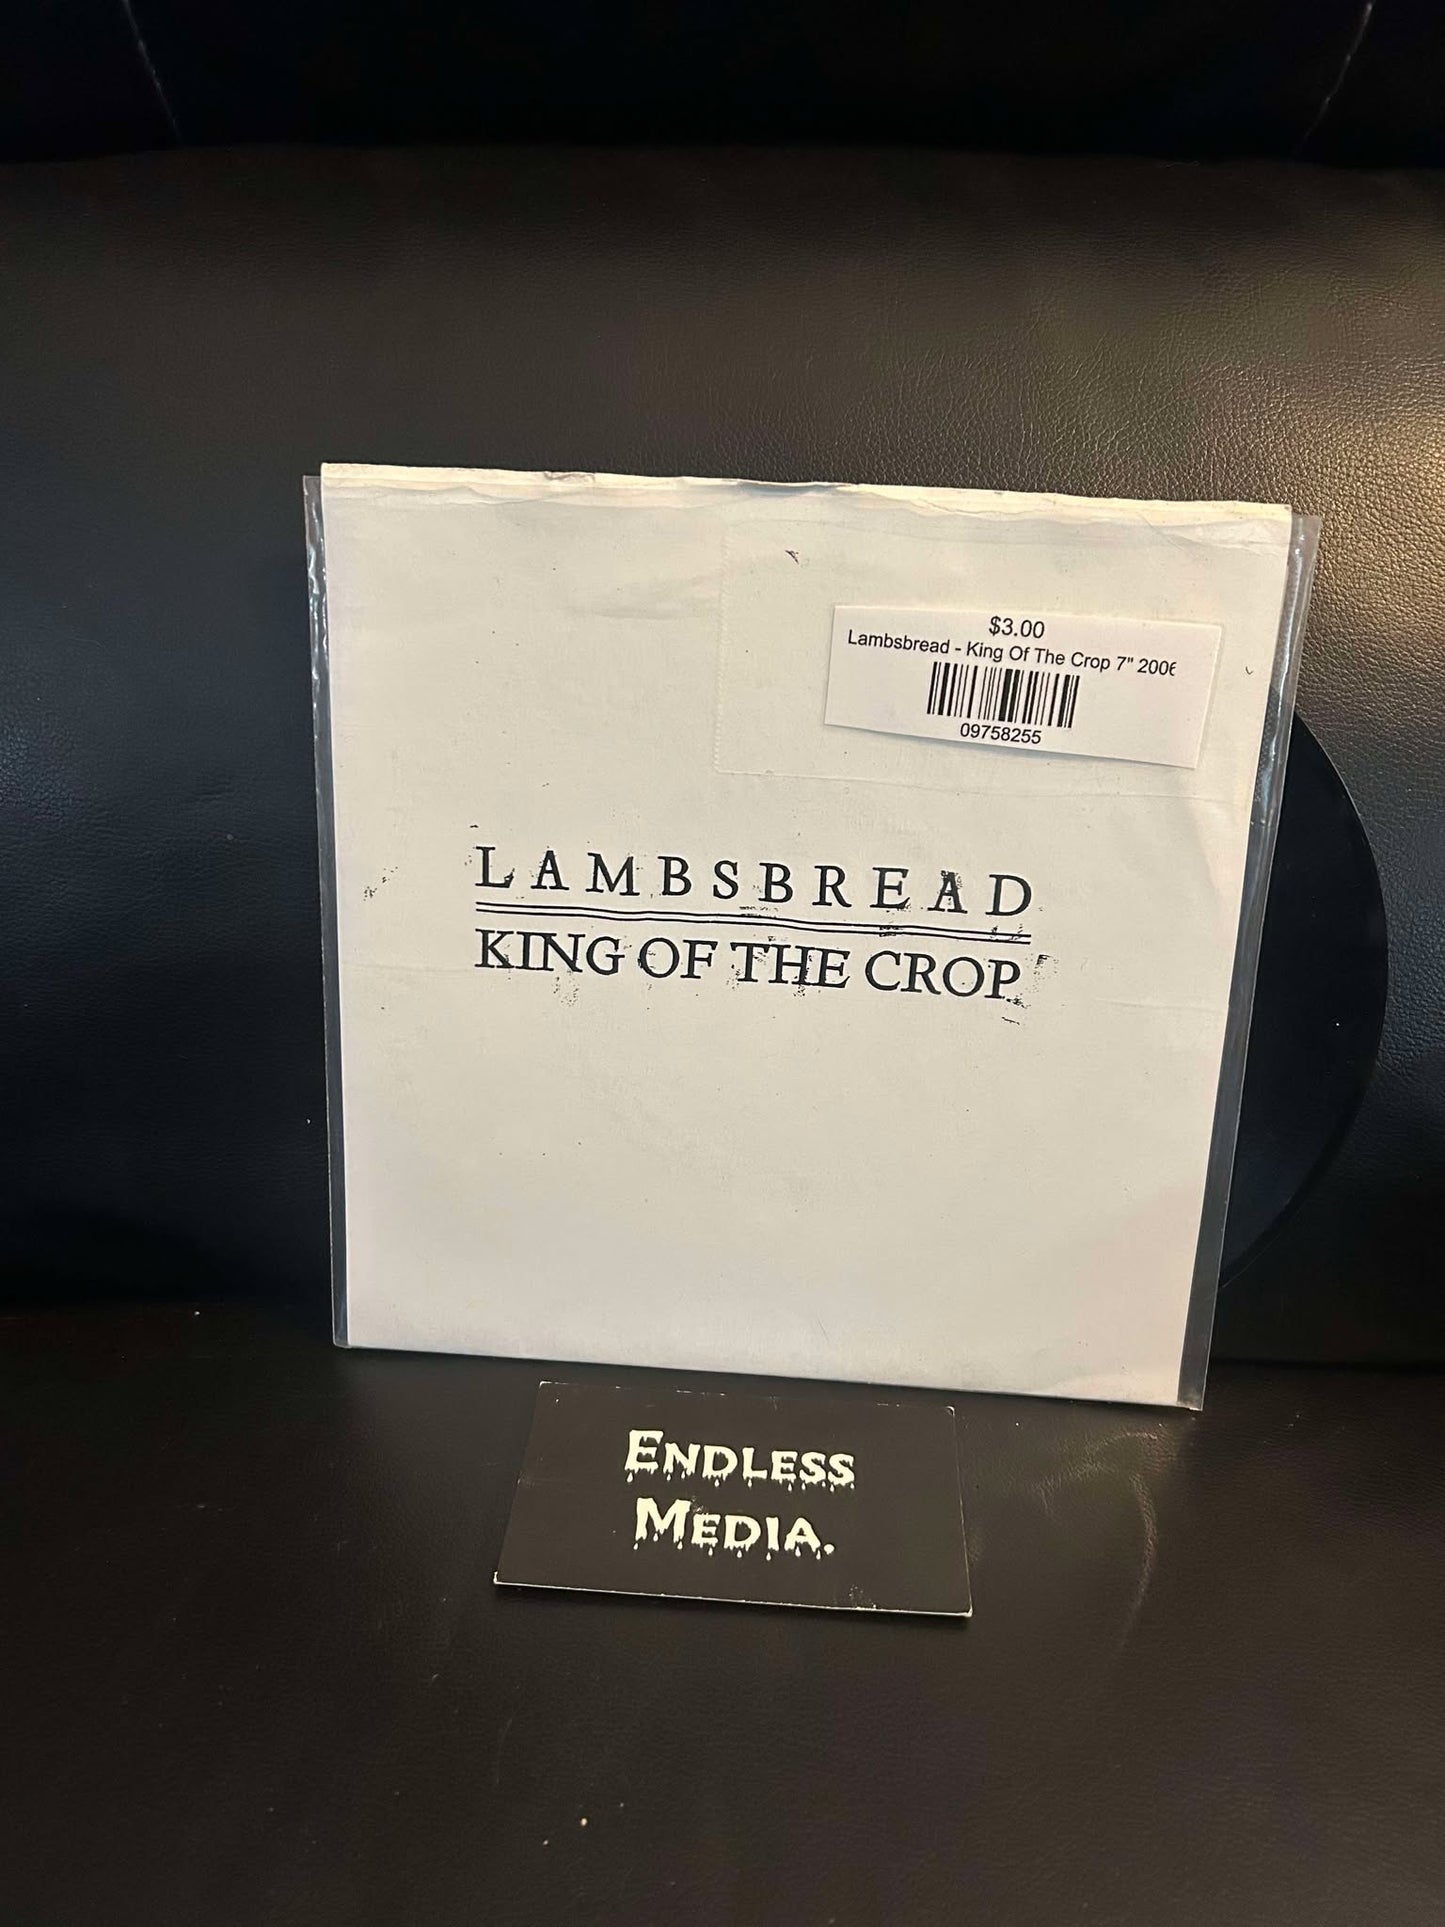 $3.00
Lambsbread - King Of The Crop 7" 2006
09758255
LAMBSBREAD
KING OF THE CROP
ENDLESS
MEDIA.